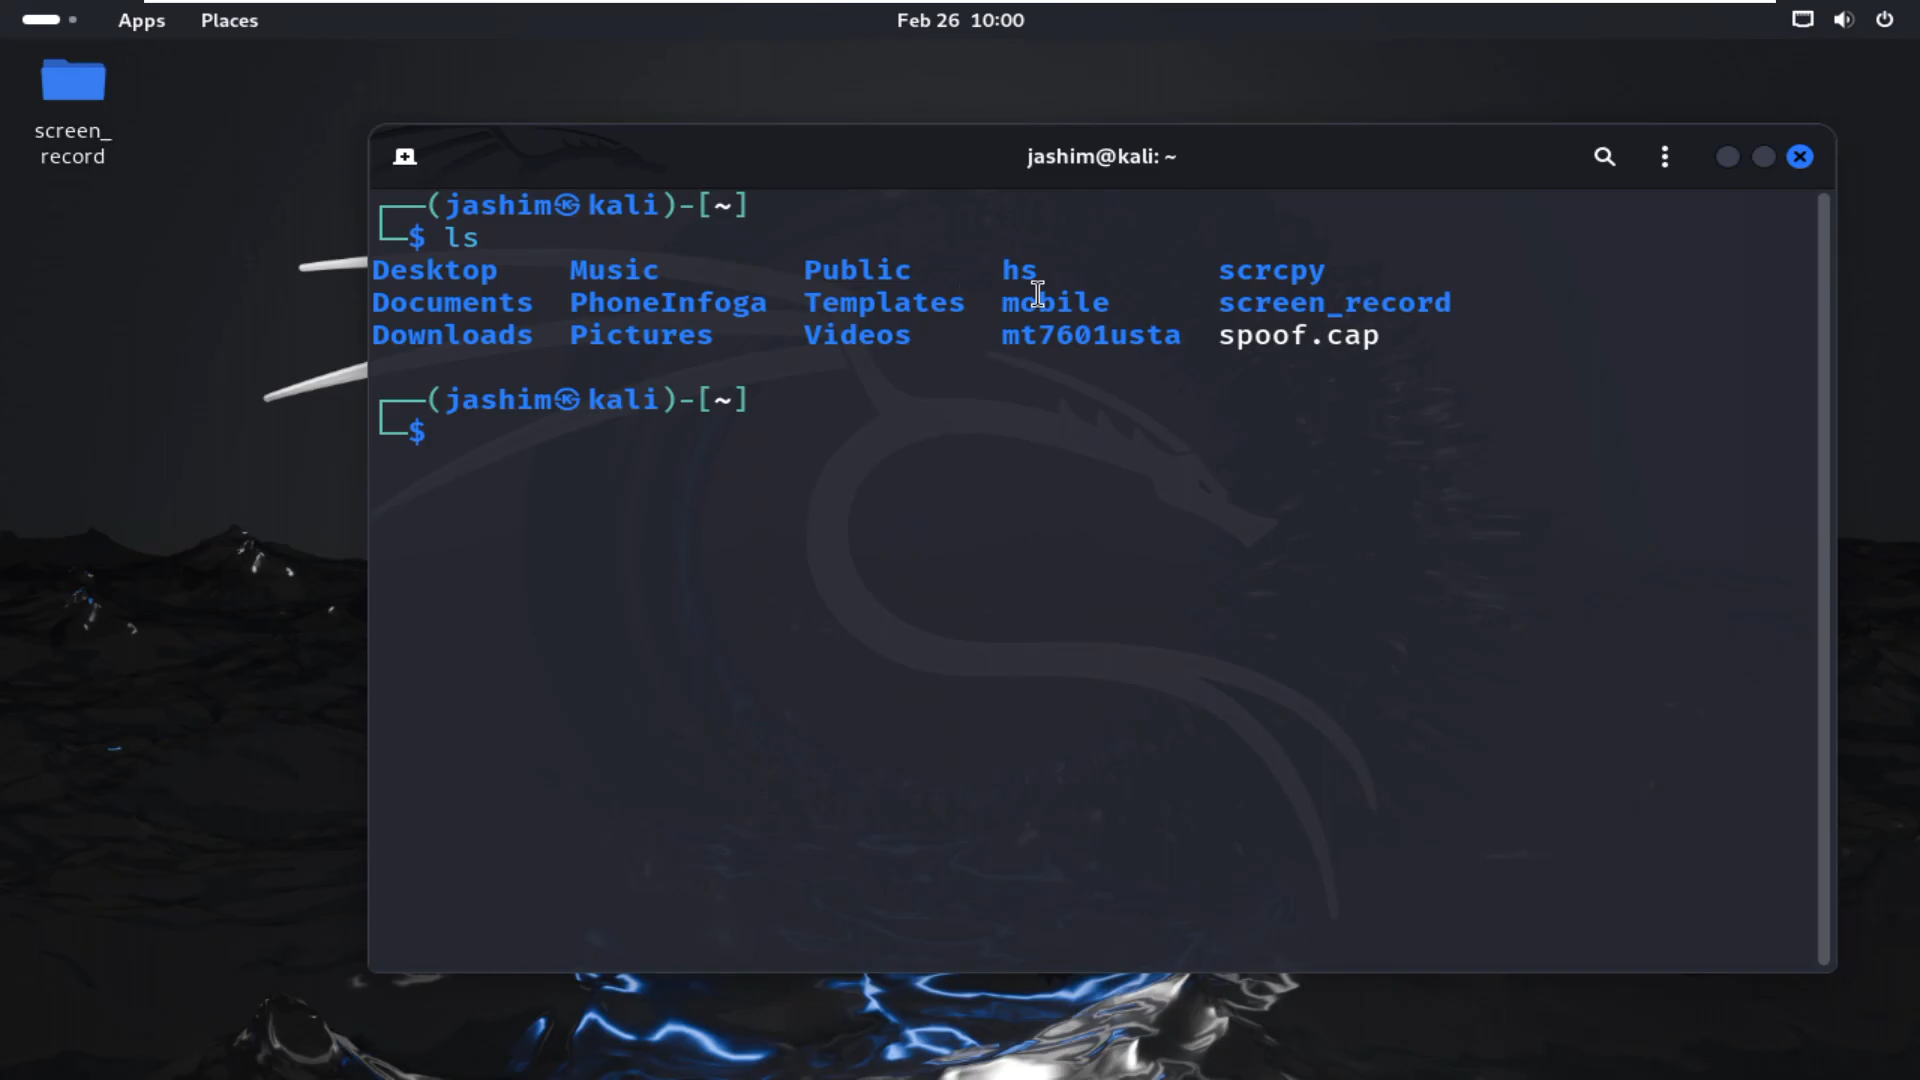 Apps Places Feb 26 10:00
screen_
record
jashim@kali: ~
┌──(jashim㉿kali)-[~]
└─$ ls
Desktop Music Public hs scrcpy
Documents PhoneInfoga Templates mobile screen_record
Downloads Pictures Videos mt7601usta spoof.cap
┌──(jashim㉿kali)-[~]
└─$